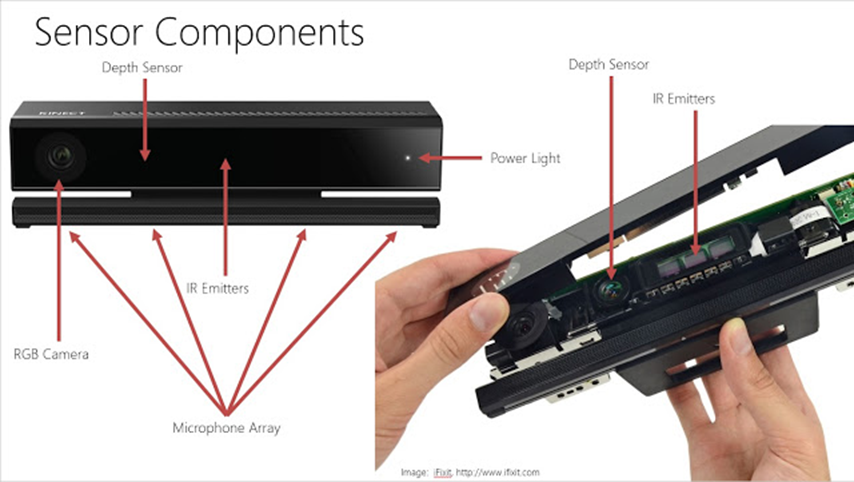 Sensor Components
Depth Sensor
Depth Sensor
IR Emitters
KINECT
Power Light
IR Emitters
RGB Camera
Microphone Array
Image: iFixit, http://www.ifixit.com